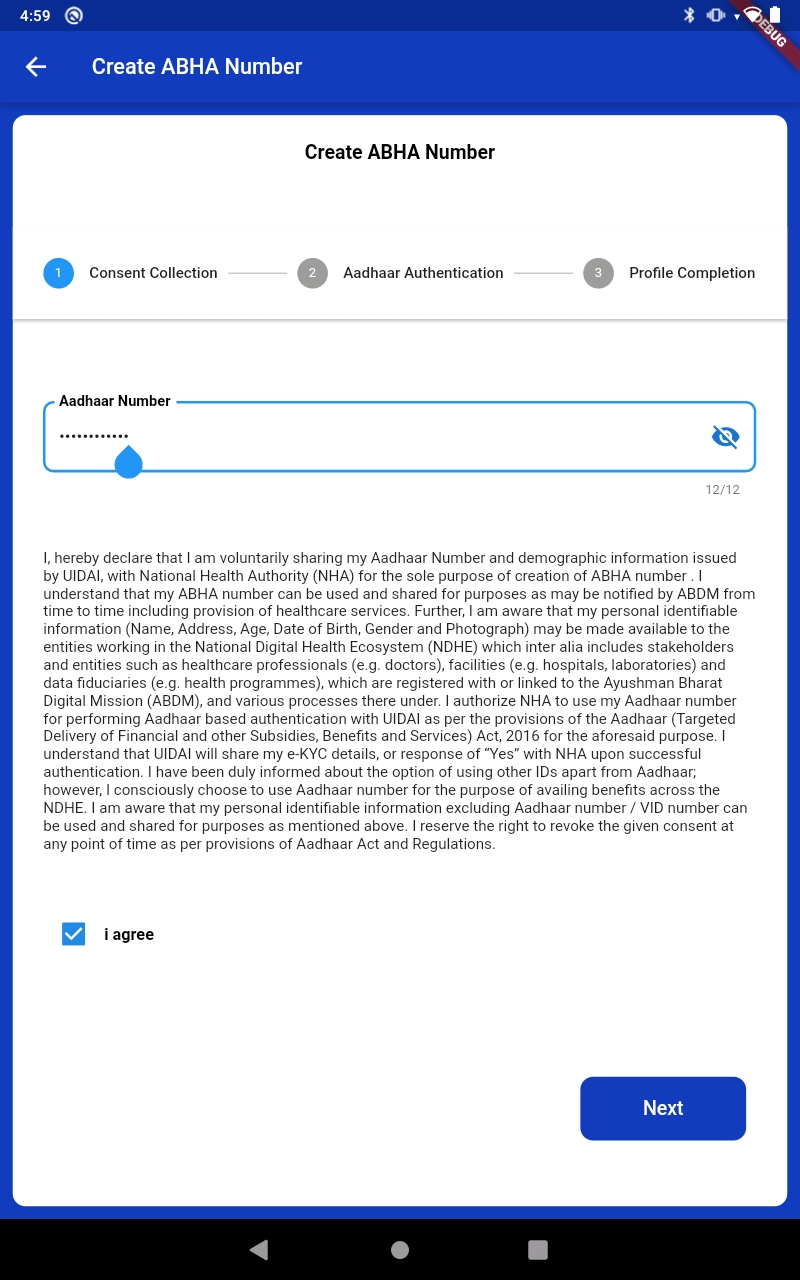 4:59
DEBUG
Create ABHA Number
Create ABHA Number
1 Consent Collection 2 Aadhaar Authentication 3 Profile Completion
Aadhaar Number
••••••••••••
12/12
I, hereby declare that I am voluntarily sharing my Aadhaar Number and demographic information issued
by UIDAI, with National Health Authority (NHA) for the sole purpose of creation of ABHA number . I
understand that my ABHA number can be used and shared for purposes as may be notified by ABDM from
time to time including provision of healthcare services. Further, I am aware that my personal identifiable
information (Name, Address, Age, Date of Birth, Gender and Photograph) may be made available to the
entities working in the National Digital Health Ecosystem (NDHE) which inter alia includes stakeholders
and entities such as healthcare professionals (e.g. doctors), facilities (e.g. hospitals, laboratories) and
data fiduciaries (e.g. health programmes), which are registered with or linked to the Ayushman Bharat
Digital Mission (ABDM), and various processes there under. I authorize NHA to use my Aadhaar number
for performing Aadhaar based authentication with UIDAI as per the provisions of the Aadhaar (Targeted
Delivery of Financial and other Subsidies, Benefits and Services) Act, 2016 for the aforesaid purpose. I
understand that UIDAI will share my e-KYC details, or response of “Yes” with NHA upon successful
authentication. I have been duly informed about the option of using other IDs apart from Aadhaar;
however, I consciously choose to use Aadhaar number for the purpose of availing benefits across the
NDHE. I am aware that my personal identifiable information excluding Aadhaar number / VID number can
be used and shared for purposes as mentioned above. I reserve the right to revoke the given consent at
any point of time as per provisions of Aadhaar Act and Regulations.
i agree
Next